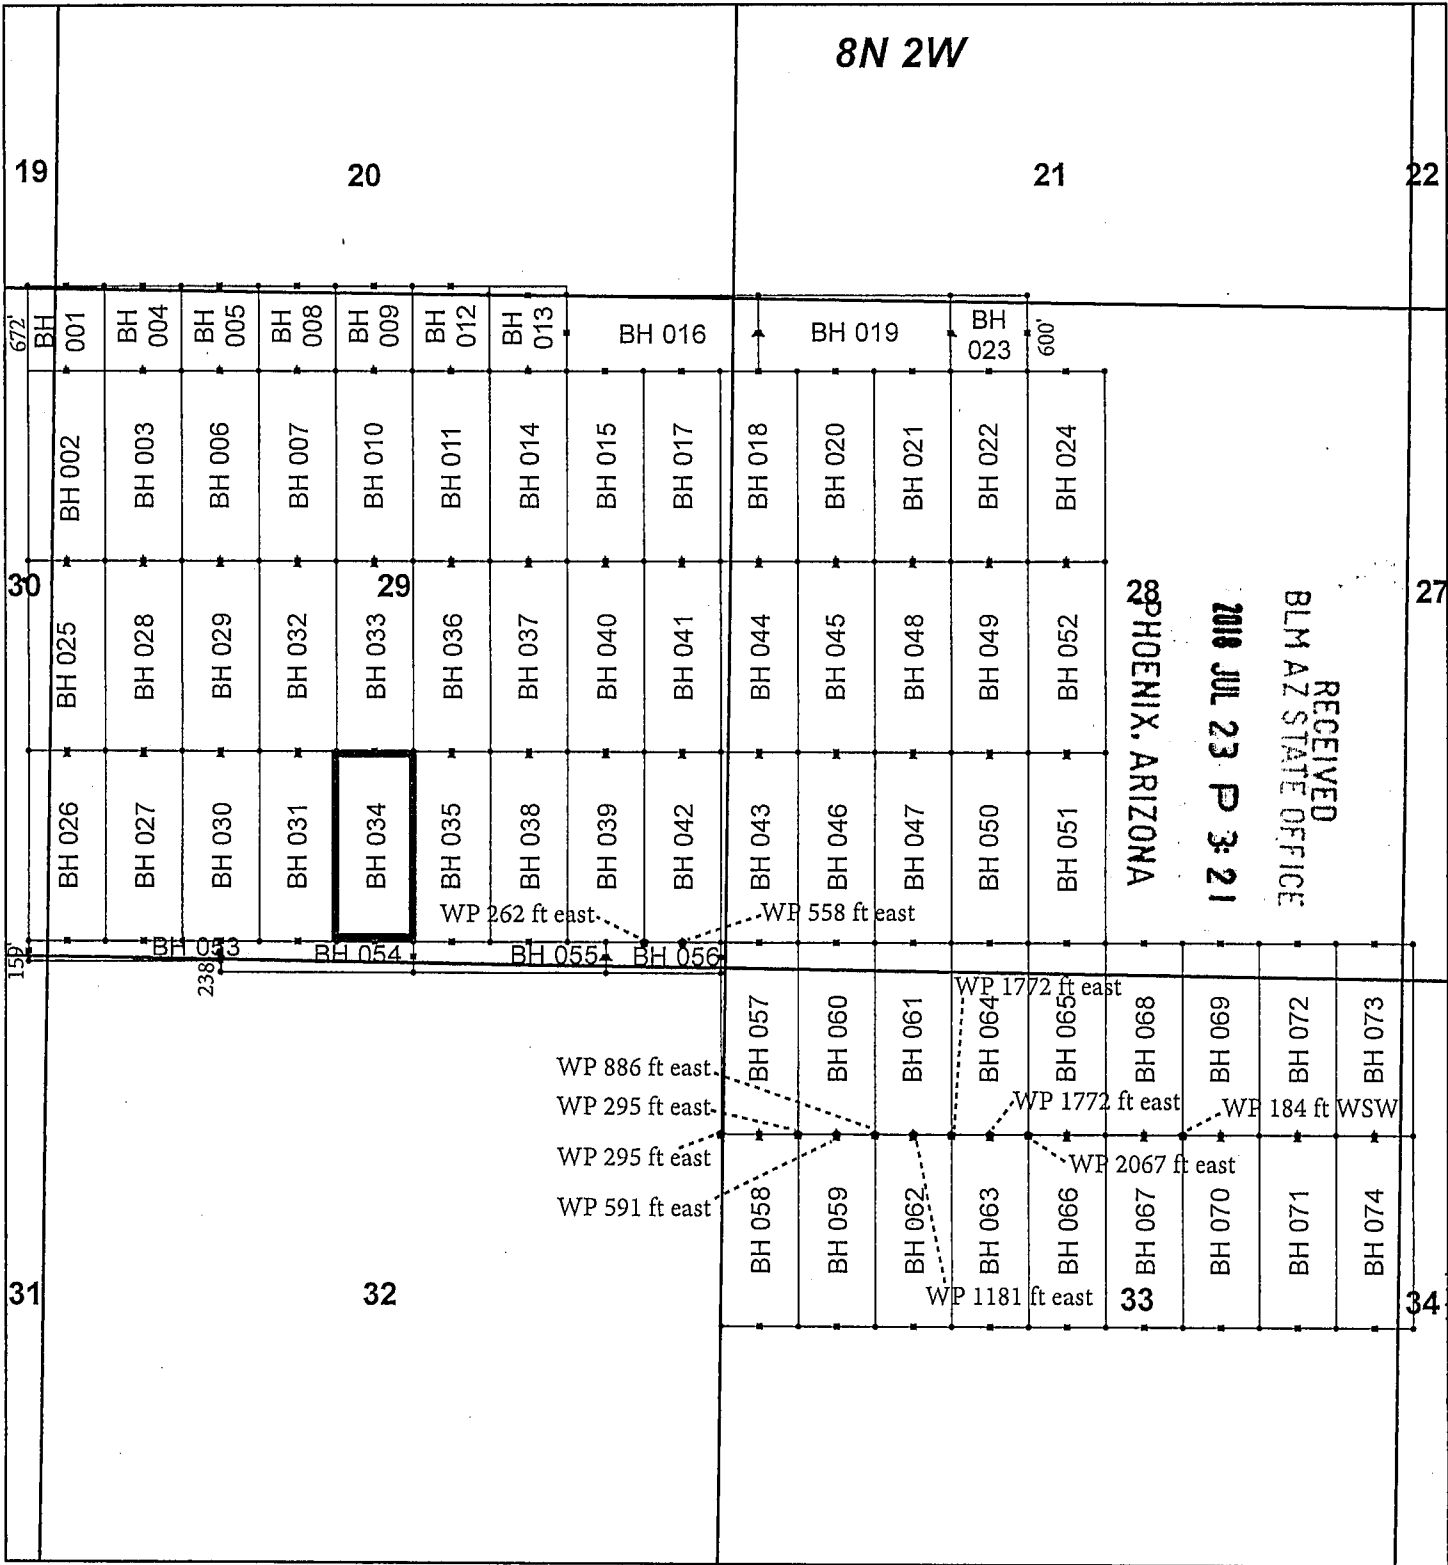 8N 2W
19
20
21
22
672'
BH
001
BH
004
BH
005
BH
008
BH
009
BH
012
BH
013
BH 016
BH 019
BH
023
600'
BH 002
BH 003
BH 006
BH 007
BH 010
BH 011
BH 014
BH 015
BH 017
BH 018
BH 020
BH 021
BH 022
BH 024
30
29
28
27
BH 025
BH 028
BH 029
BH 032
BH 033
BH 036
BH 037
BH 040
BH 041
BH 044
BH 045
BH 048
BH 049
BH 052
RECEIVED
BLM AZ STATE OFFICE
2018 JUL 23 P 3:21
PHOENIX, ARIZONA
BH 026
BH 027
BH 030
BH 031
BH 034
BH 035
BH 038
BH 039
BH 042
BH 043
BH 046
BH 047
BH 050
BH 051
WP 262 ft east
WP 558 ft east
159'
BH 053
238'
BH 054
BH 055
BH 056
WP 1772 ft east
BH 057
BH 060
BH 061
BH 064
BH 065
BH 068
BH 069
BH 072
BH 073
WP 886 ft east
WP 295 ft east
WP 1772 ft east
WP 184 ft WSW
WP 295 ft east
WP 2067 ft east
WP 591 ft east
BH 058
BH 059
BH 062
BH 063
BH 066
BH 067
BH 070
BH 071
BH 074
WP 1181 ft east
31
32
33
34